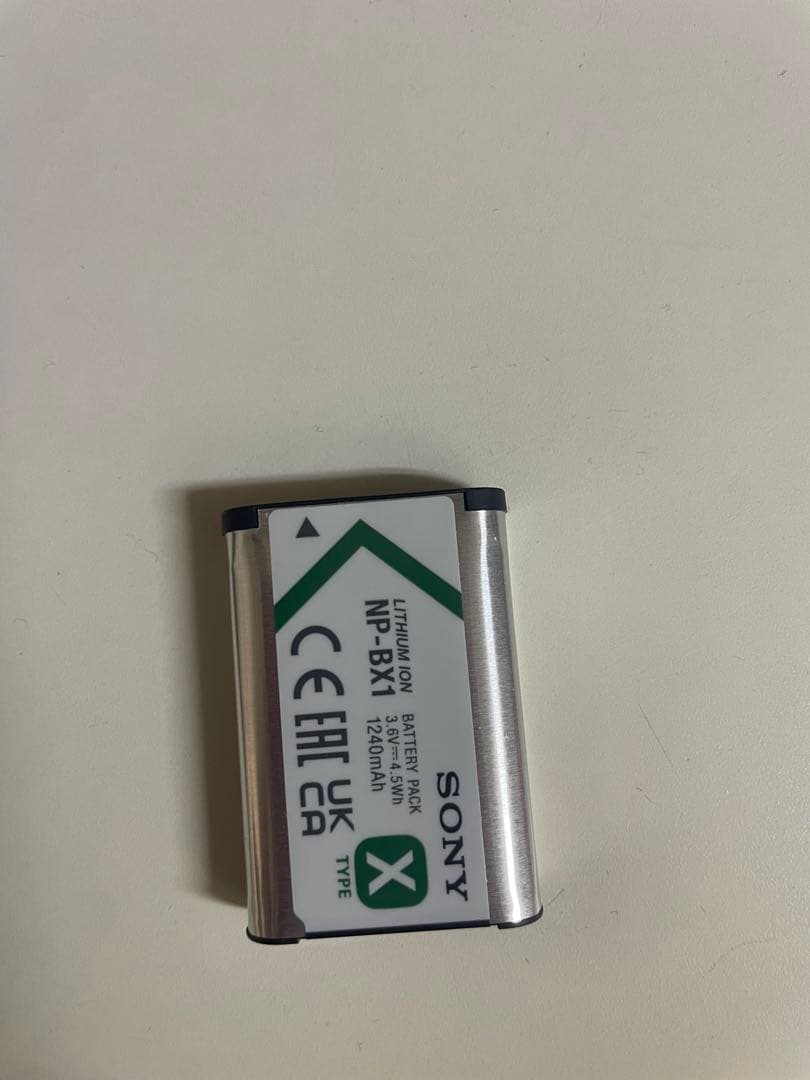 SONY
LITHIUM ION BATTERY PACK
NP-BX1 3.6V⎓4.5Wh
1240mAh
X
TYPE
CE EAC UK
CA